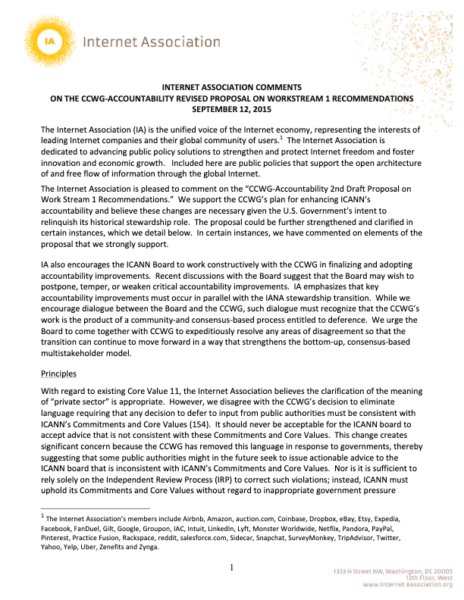 IA Internet Association
INTERNET ASSOCIATION COMMENTS
ON THE CCWG-ACCOUNTABILITY REVISED PROPOSAL ON WORKSTREAM 1 RECOMMENDATIONS
SEPTEMBER 12, 2015
The Internet Association (IA) is the unified voice of the Internet economy, representing the interests of
leading Internet companies and their global community of users.1 The Internet Association is
dedicated to advancing public policy solutions to strengthen and protect Internet freedom and foster
innovation and economic growth. Included here are public policies that support the open architecture
of and free flow of information through the global Internet.
The Internet Association is pleased to comment on the “CCWG-Accountability 2nd Draft Proposal on
Work Stream 1 Recommendations.” We support the CCWG’s plan for enhancing ICANN’s
accountability and believe these changes are necessary given the U.S. Government’s intent to
relinquish its historical stewardship role. The proposal could be further strengthened and clarified in
certain instances, which we detail below. In certain instances, we have commented on elements of the
proposal that we strongly support.
IA also encourages the ICANN Board to work constructively with the CCWG in finalizing and adopting
accountability improvements. Recent discussions with the Board suggest that the Board may wish to
postpone, temper, or weaken critical accountability improvements. IA emphasizes that key
accountability improvements must occur in parallel with the IANA stewardship transition. While we
encourage dialogue between the Board and the CCWG, such dialogue must recognize that the CCWG’s
work is the product of a community-and consensus-based process entitled to deference. We urge the
Board to come together with CCWG to expeditiously resolve any areas of disagreement so that the
transition can continue to move forward in a way that strengthens the bottom-up, consensus-based
multistakeholder model.
Principles
With regard to existing Core Value 11, the Internet Association believes the clarification of the meaning
of “private sector” is appropriate. However, we disagree with the CCWG’s decision to eliminate
language requiring that any decision to defer to input from public authorities must be consistent with
ICANN’s Commitments and Core Values (154). It should never be acceptable for the ICANN board to
accept advice that is not consistent with these Commitments and Core Values. This change creates
significant concern because the CCWG has removed this language in response to governments, thereby
suggesting that some public authorities might in the future seek to issue actionable advice to the
ICANN board that is inconsistent with ICANN’s Commitments and Core Values. Nor is it is sufficient to
rely solely on the Independent Review Process (IRP) to correct such violations; instead, ICANN must
uphold its Commitments and Core Values without regard to inappropriate government pressure
1 The Internet Association’s members include Airbnb, Amazon, auction.com, Coinbase, Dropbox, eBay, Etsy, Expedia,
Facebook, FanDuel, Gilt, Google, Groupon, IAC, Intuit, LinkedIn, Lyft, Monster Worldwide, Netflix, Pandora, PayPal,
Pinterest, Practice Fusion, Rackspace, reddit, salesforce.com, Sidecar, Snapchat, SurveyMonkey, TripAdvisor, Twitter,
Yahoo, Yelp, Uber, Zenefits and Zynga.
1
1333 H Street NW, Washington, DC 20005
12th Floor, West
www.internet.association.org